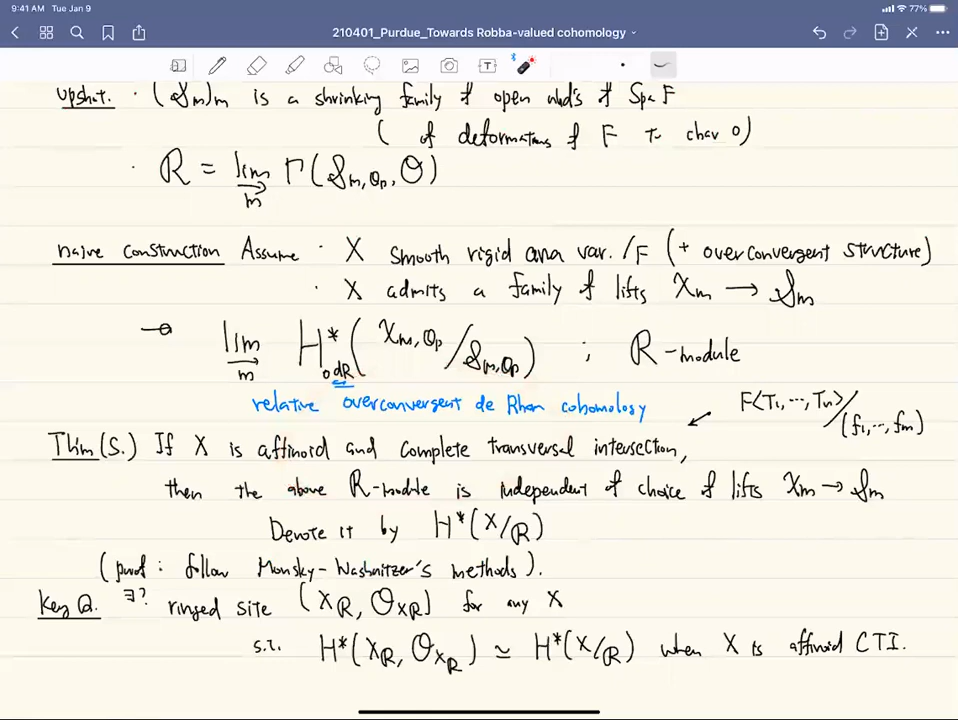 9:41 AM Tue Jan 9
77%
210401_Purdue_Towards Robba-valued cohomology
Upshot. · (𝒮m)m is a shrinking family of open nbd's of Spa F
( of deformations of F to char 0)
· ℛ = lim→m Γ(𝒮m,ℚp, 𝒪)
naive construction Assume · X smooth rigid ana var. /F (+ overconvergent structure)
· X admits a family of lifts 𝒳m → 𝒮m
⇝ lim→m H*odR(𝒳m,ℚp/𝒮m,ℚp) ; ℛ-module
relative overconvergent de Rham cohomology
F<T1, ···, Tn>/(f1, ···, fm)
Thm(S.) If X is affinoid and complete transversal intersection,
then the above ℛ-module is independent of choice of lifts 𝒳m → 𝒮m
Denote it by H*(X/ℛ)
(proof : follow Monsky-Washnitzer's methods).
Key Q. ∃? ringed site (Xℛ, 𝒪Xℛ) for any X
s.t. H*(Xℛ, 𝒪Xℛ) ≃ H*(X/ℛ) when X is affinoid CTI.